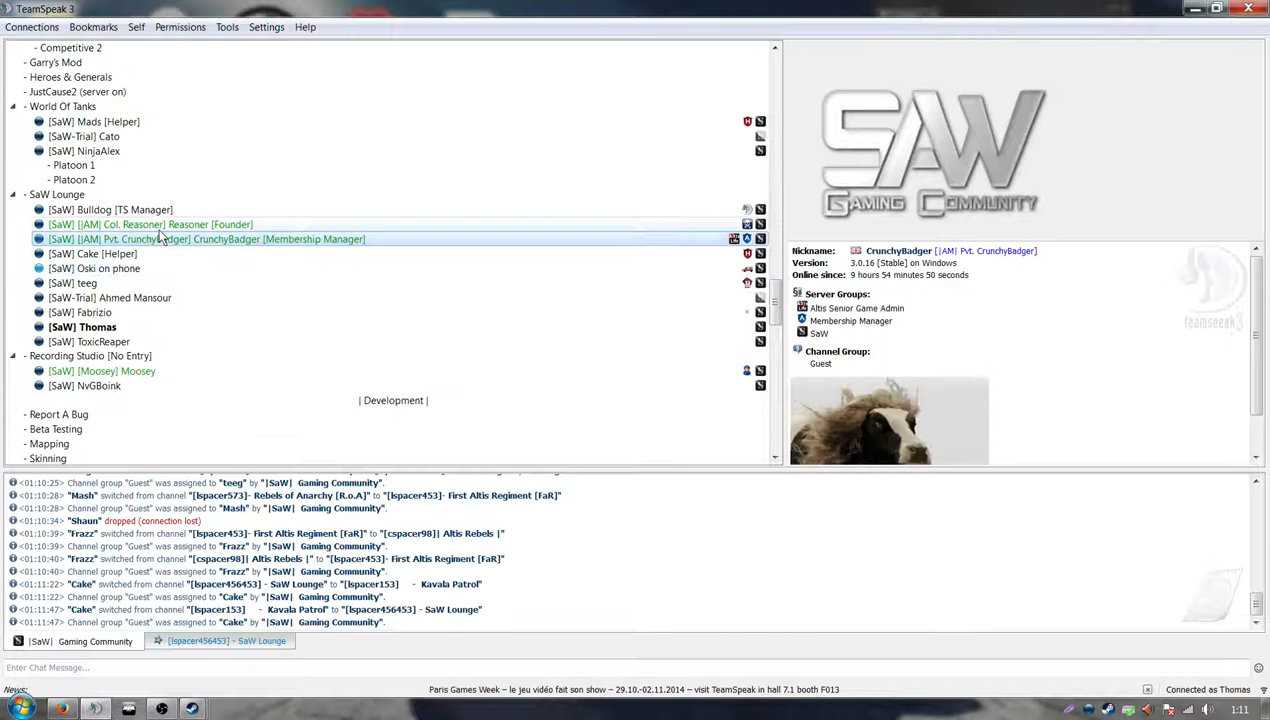 TeamSpeak 3
Connections Bookmarks Self Permissions Tools Settings Help
- Competitive 2
- Garry's Mod
- Heroes & Generals
- JustCause2 (server on)
- World Of Tanks
[SaW] Mads [Helper]
[SaW-Trial] Cato
[SaW] NinjaAlex
- Platoon 1
- Platoon 2
- SaW Lounge
[SaW] Bulldog [TS Manager]
[SaW] [|AM| Col. Reasoner] Reasoner [Founder]
[SaW] [|AM| Pvt. CrunchyBadger] CrunchyBadger [Membership Manager]
[SaW] Cake [Helper]
[SaW] Oski on phone
[SaW] teeg
[SaW-Trial] Ahmed Mansour
[SaW] Fabrizio
[SaW] Thomas
[SaW] ToxicReaper
- Recording Studio [No Entry]
[SaW] [Moosey] Moosey
[SaW] NvGBoink
| Development |
- Report A Bug
- Beta Testing
- Mapping
- Skinning
SAW
GAMING COMMUNITY
Nickname: CrunchyBadger [|AM| Pvt. CrunchyBadger]
Version: 3.0.16 [Stable] on Windows
Online since: 9 hours 54 minutes 50 seconds
Server Groups:
Altis Senior Game Admin
Membership Manager
SaW
Channel Group:
Guest
teamspeak3
<01:10:25> Channel group "Guest" was assigned to "teeg" by "|SaW| Gaming Community".
<01:10:28> "Mash" switched from channel "[lspacer573]- Rebels of Anarchy [R.o.A]" to "[lspacer453]- First Altis Regiment [FaR]"
<01:10:28> Channel group "Guest" was assigned to "Mash" by "|SaW| Gaming Community".
<01:10:34> "Shaun" dropped (connection lost)
<01:10:39> "Frazz" switched from channel "[lspacer453]- First Altis Regiment [FaR]" to "[cspacer98]| Altis Rebels |"
<01:10:39> Channel group "Guest" was assigned to "Frazz" by "|SaW| Gaming Community".
<01:10:40> "Frazz" switched from channel "[cspacer98]| Altis Rebels |" to "[lspacer453]- First Altis Regiment [FaR]"
<01:10:40> Channel group "Guest" was assigned to "Frazz" by "|SaW| Gaming Community".
<01:11:22> "Cake" switched from channel "[lspacer456453] - SaW Lounge" to "[lspacer153] - Kavala Patrol"
<01:11:22> Channel group "Guest" was assigned to "Cake" by "|SaW| Gaming Community".
<01:11:47> "Cake" switched from channel "[lspacer153] - Kavala Patrol" to "[lspacer456453] - SaW Lounge"
<01:11:47> Channel group "Guest" was assigned to "Cake" by "|SaW| Gaming Community".
|SaW| Gaming Community [lspacer456453] - SaW Lounge
Enter Chat Message...
News: Paris Games Week – le jeu vidéo fait son show – 29.10.-02.11.2014 – visit TeamSpeak in hall 7.1 booth F013 Connected as Thomas
1:11